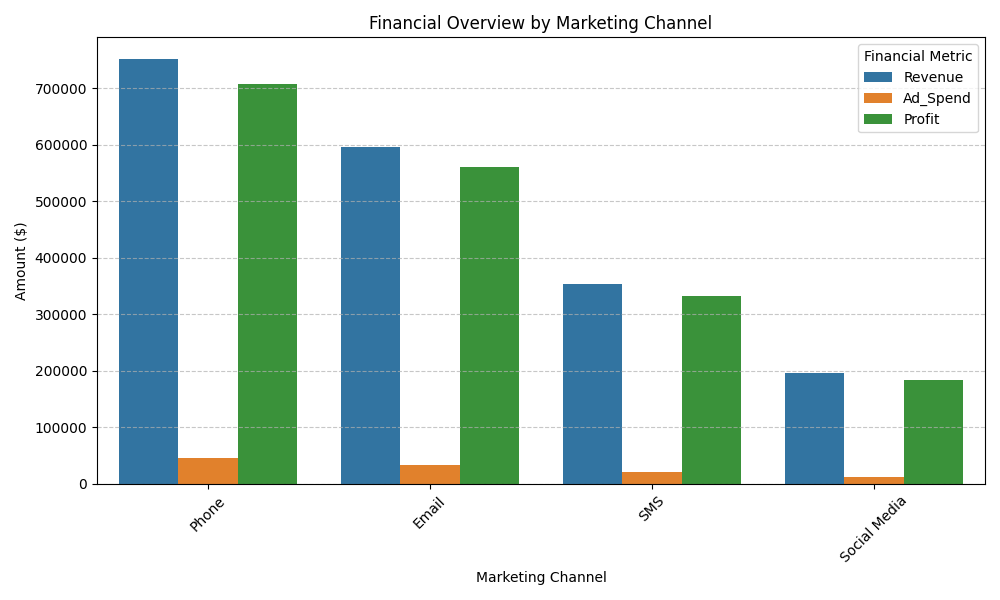 Financial Overview by Marketing Channel
Financial Metric
Revenue
Ad_Spend
Profit
Amount ($)
700000
600000
500000
400000
300000
200000
100000
0
Phone
Email
SMS
Social Media
Marketing Channel